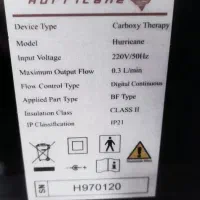 HURRICANE
Device Type Carboxy Therapy
Model Hurricane
Input Voltage 220V/50Hz
Maximum Output Flow 0.3 L/min
Flow Control Type Digital Continuous
Applied Part Type BF Type
Insulation Class CLASS II
IP Classification IP21
SN H970120